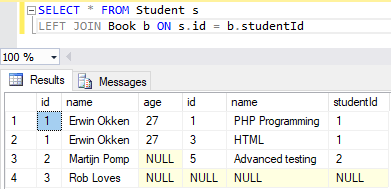 SELECT * FROM Student s
LEFT JOIN Book b ON s.id = b.studentId
100 %
Results Messages
id name age id name studentId
1 1 Erwin Okken 27 1 PHP Programming 1
2 1 Erwin Okken 27 3 HTML 1
3 2 Martijn Pomp NULL 5 Advanced testing 2
4 3 Rob Loves NULL NULL NULL NULL